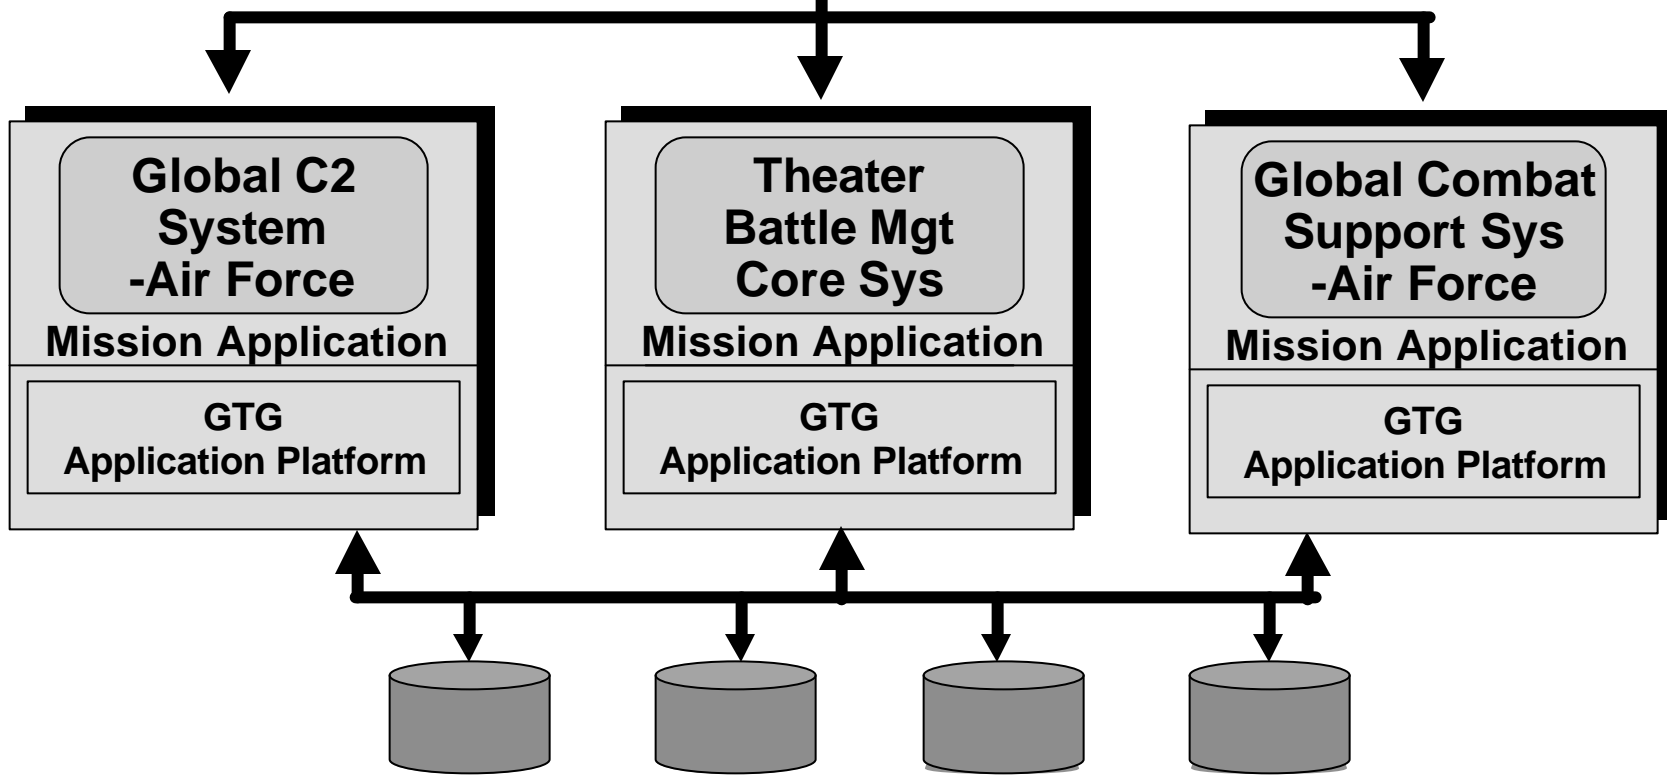 Global C2
System
-Air Force
Mission Application
GTG
Application Platform
Theater
Battle Mgt
Core Sys
Mission Application
GTG
Application Platform
Global Combat
Support Sys
-Air Force
Mission Application
GTG
Application Platform